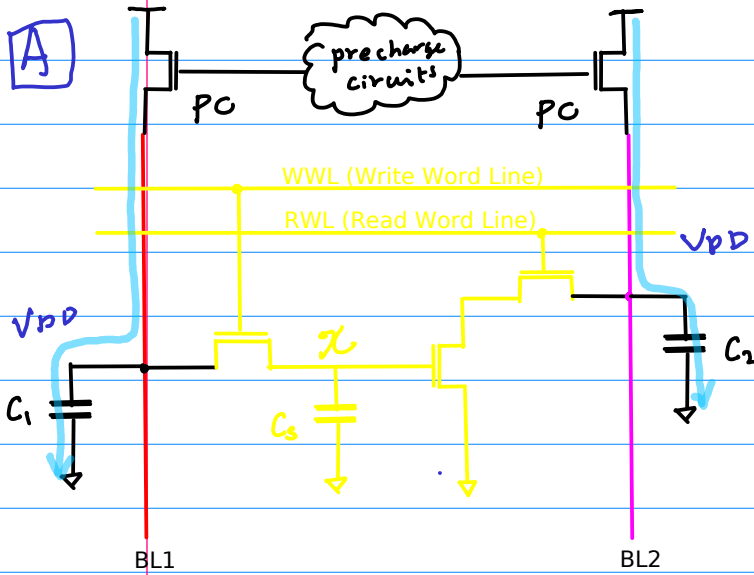 A
precharge
circuits
PC
PC
WWL (Write Word Line)
RWL (Read Word Line)
VDD
VDD
x
C1
Cs
C2
BL1
BL2